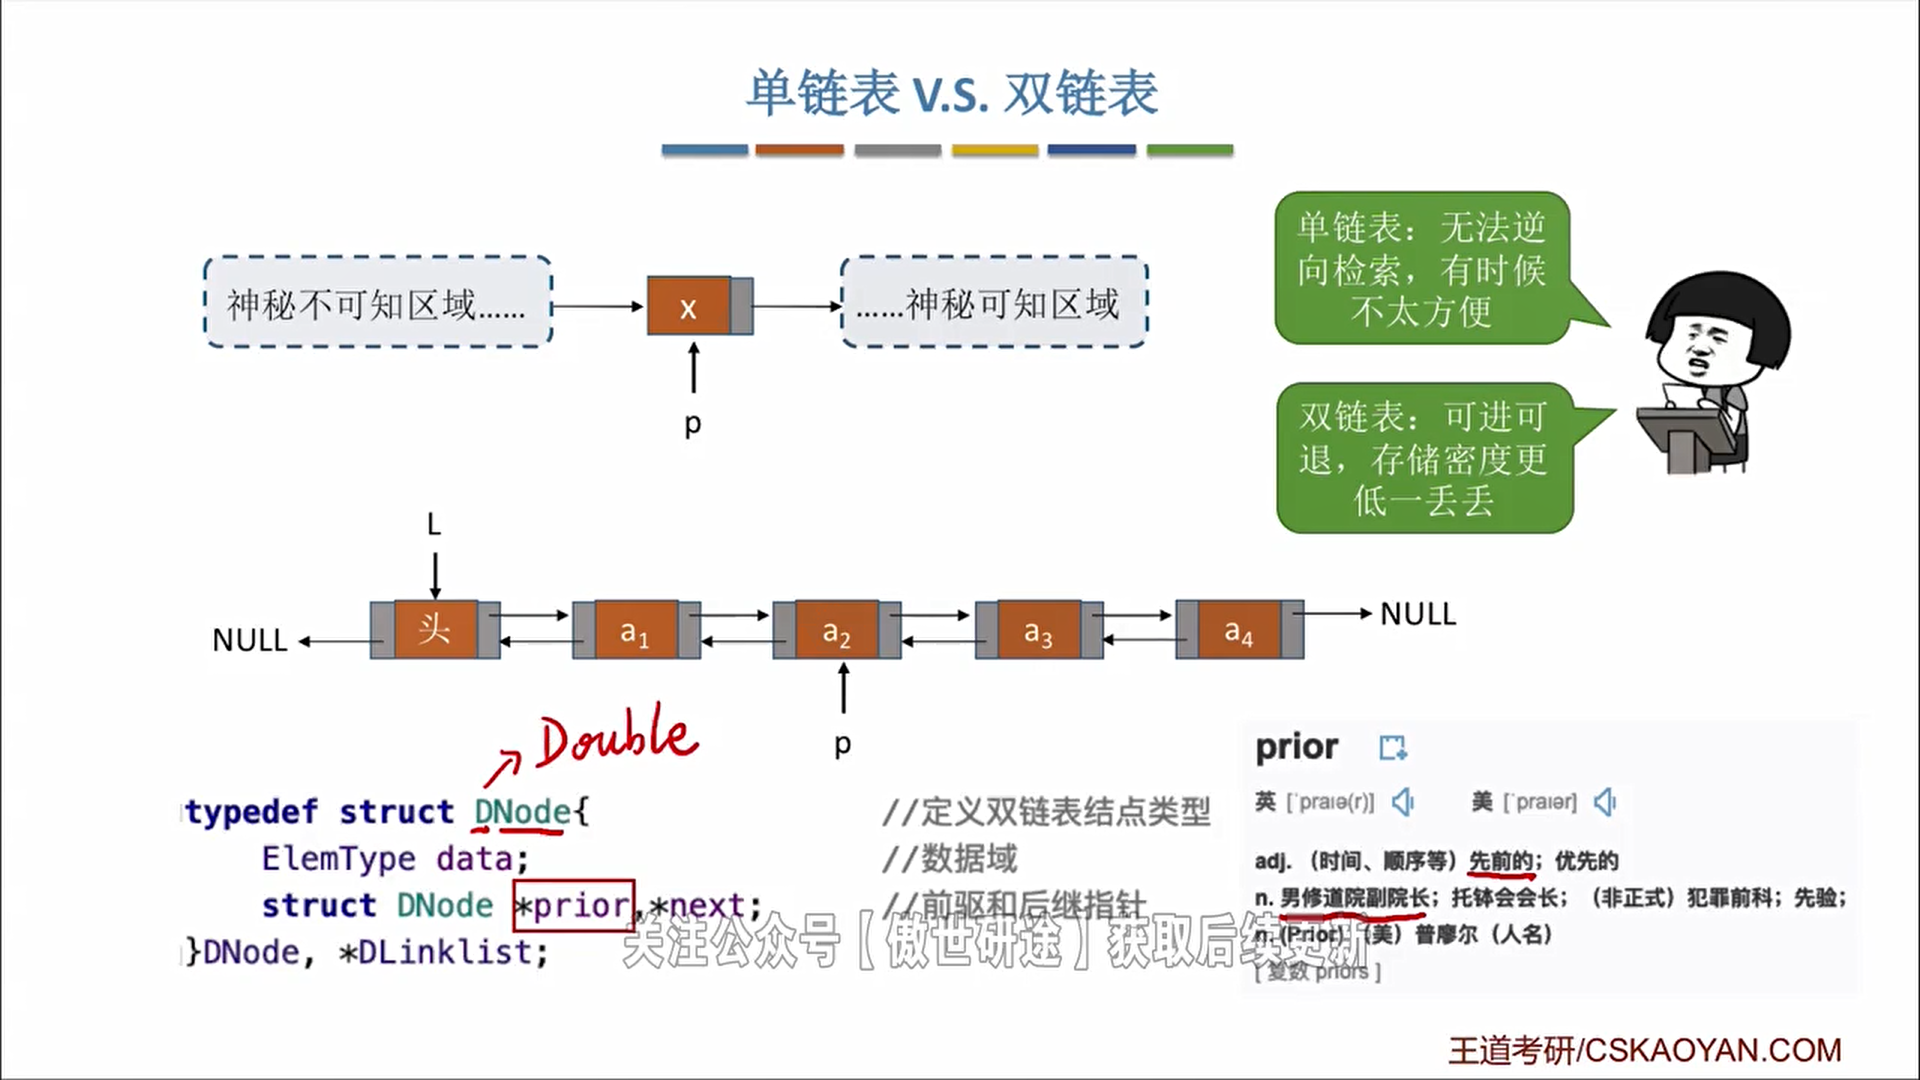 单链表 V.S. 双链表
神秘不可知区域……
x
……神秘可知区域
p
单链表：无法逆
向检索，有时候
不太方便
双链表：可进可
退，存储密度更
低一丢丢
L
NULL
头
a₁
a₂
a₃
a₄
NULL
p
Double
typedef struct DNode{ //定义双链表结点类型
ElemType data; //数据域
struct DNode *prior,*next; //前驱和后继指针
}DNode, *DLinklist;
prior
英 [ˈpraɪə(r)] 美 [ˈpraɪər]
adj. （时间、顺序等）先前的；优先的
n. 男修道院副院长；托钵会会长；（非正式）犯罪前科；先验；
n. (Prior) （美）普廖尔（人名）
[ 复数 priors ]
关注公众号【傲世研途】获取后续更新
王道考研/CSKAOYAN.COM